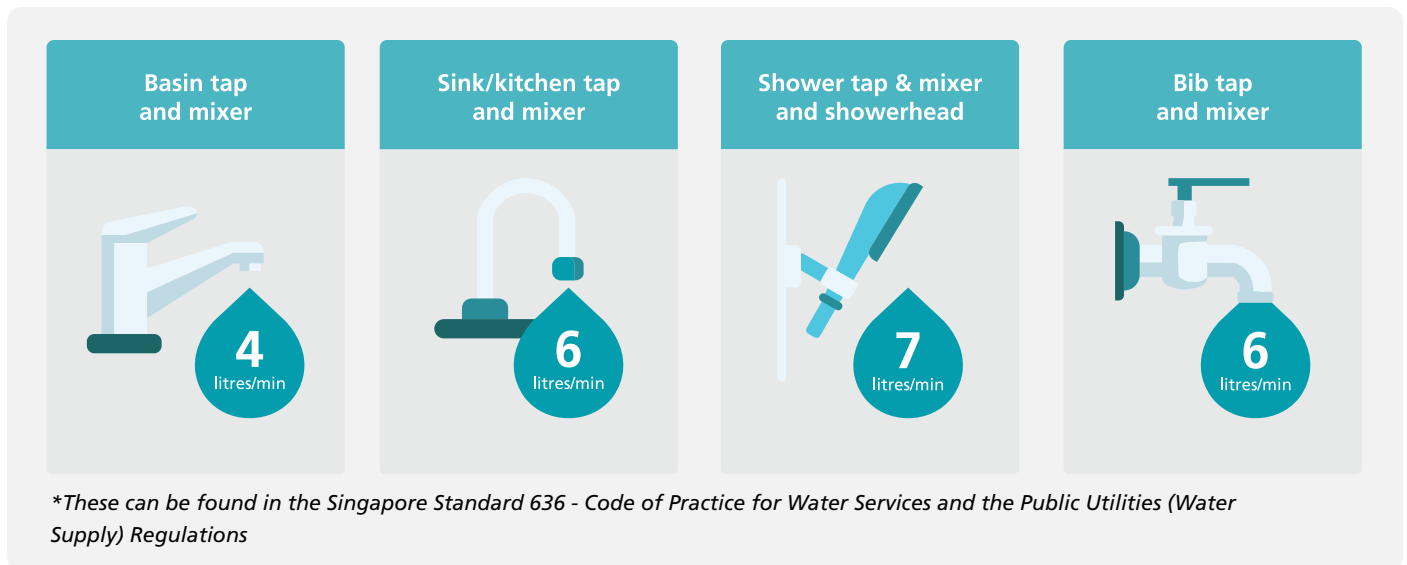 Basin tap
and mixer
4
litres/min
Sink/kitchen tap
and mixer
6
litres/min
Shower tap & mixer
and showerhead
7
litres/min
Bib tap
and mixer
6
litres/min
*These can be found in the Singapore Standard 636 - Code of Practice for Water Services and the Public Utilities (Water
Supply) Regulations